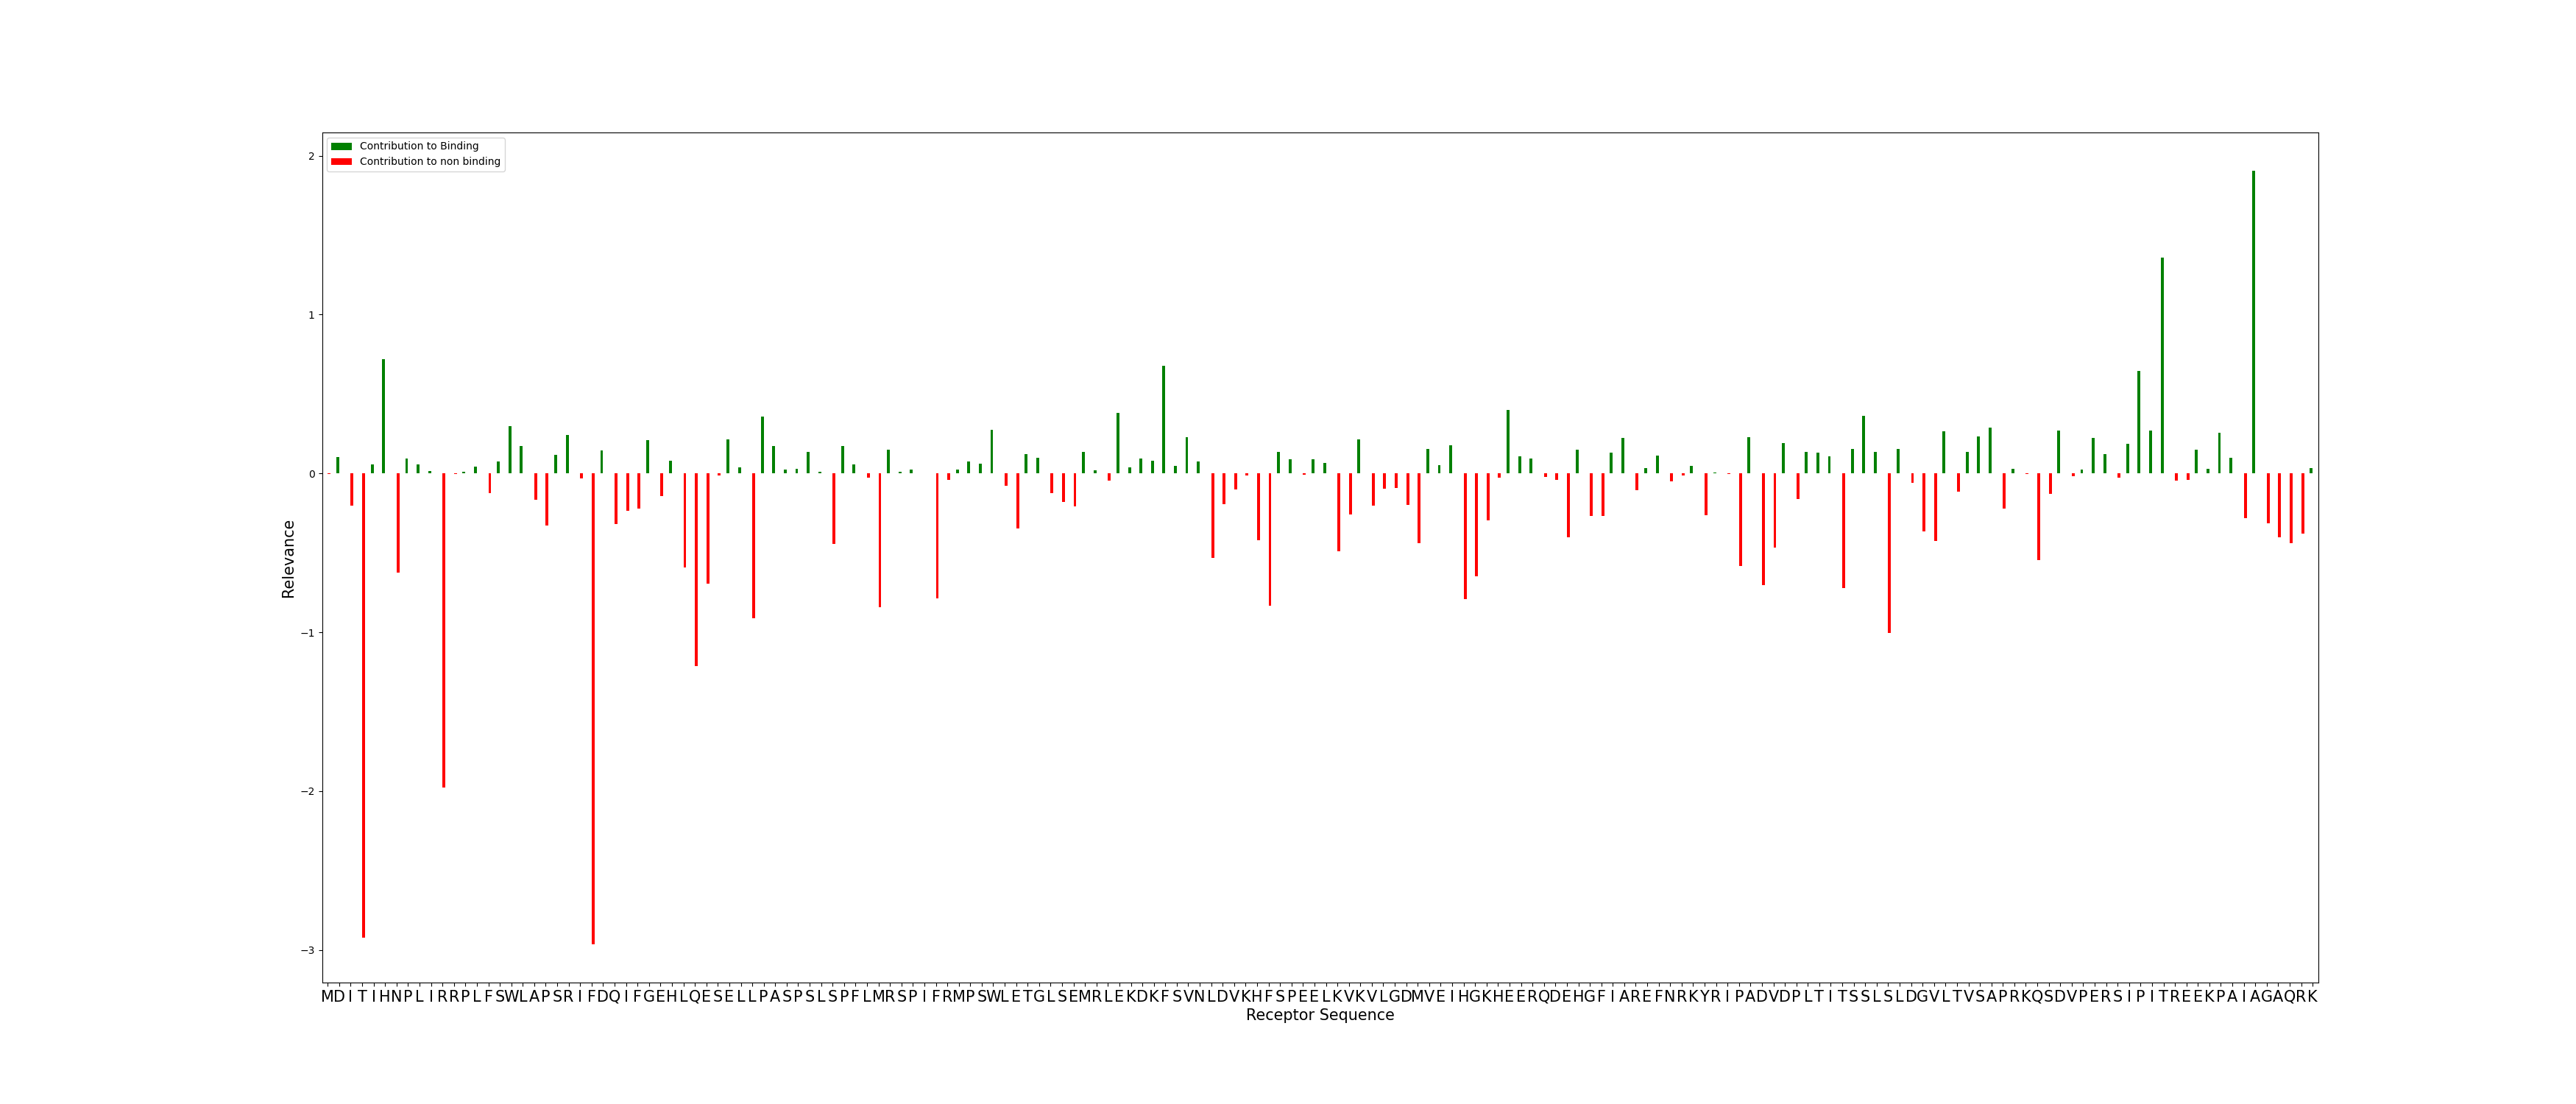 Contribution to Binding
Contribution to non binding
2
1
0
−1
−2
−3
Relevance
MDITIHNPLIRRPLFSWLAPSRIFDQIFGEHLQESELLPASPSLSPFLMRSPIFRMPSWLETGLSEMRLEKDKFSVNLDVKHFSPEELKVKVLGDMVEIHGKHEERQDEHGFIAREFNRKYRIPADVDPLTITSSLSLDGVLTVSAPRKQSDVPERSIPITREEKPAIAGAQRK
Receptor Sequence